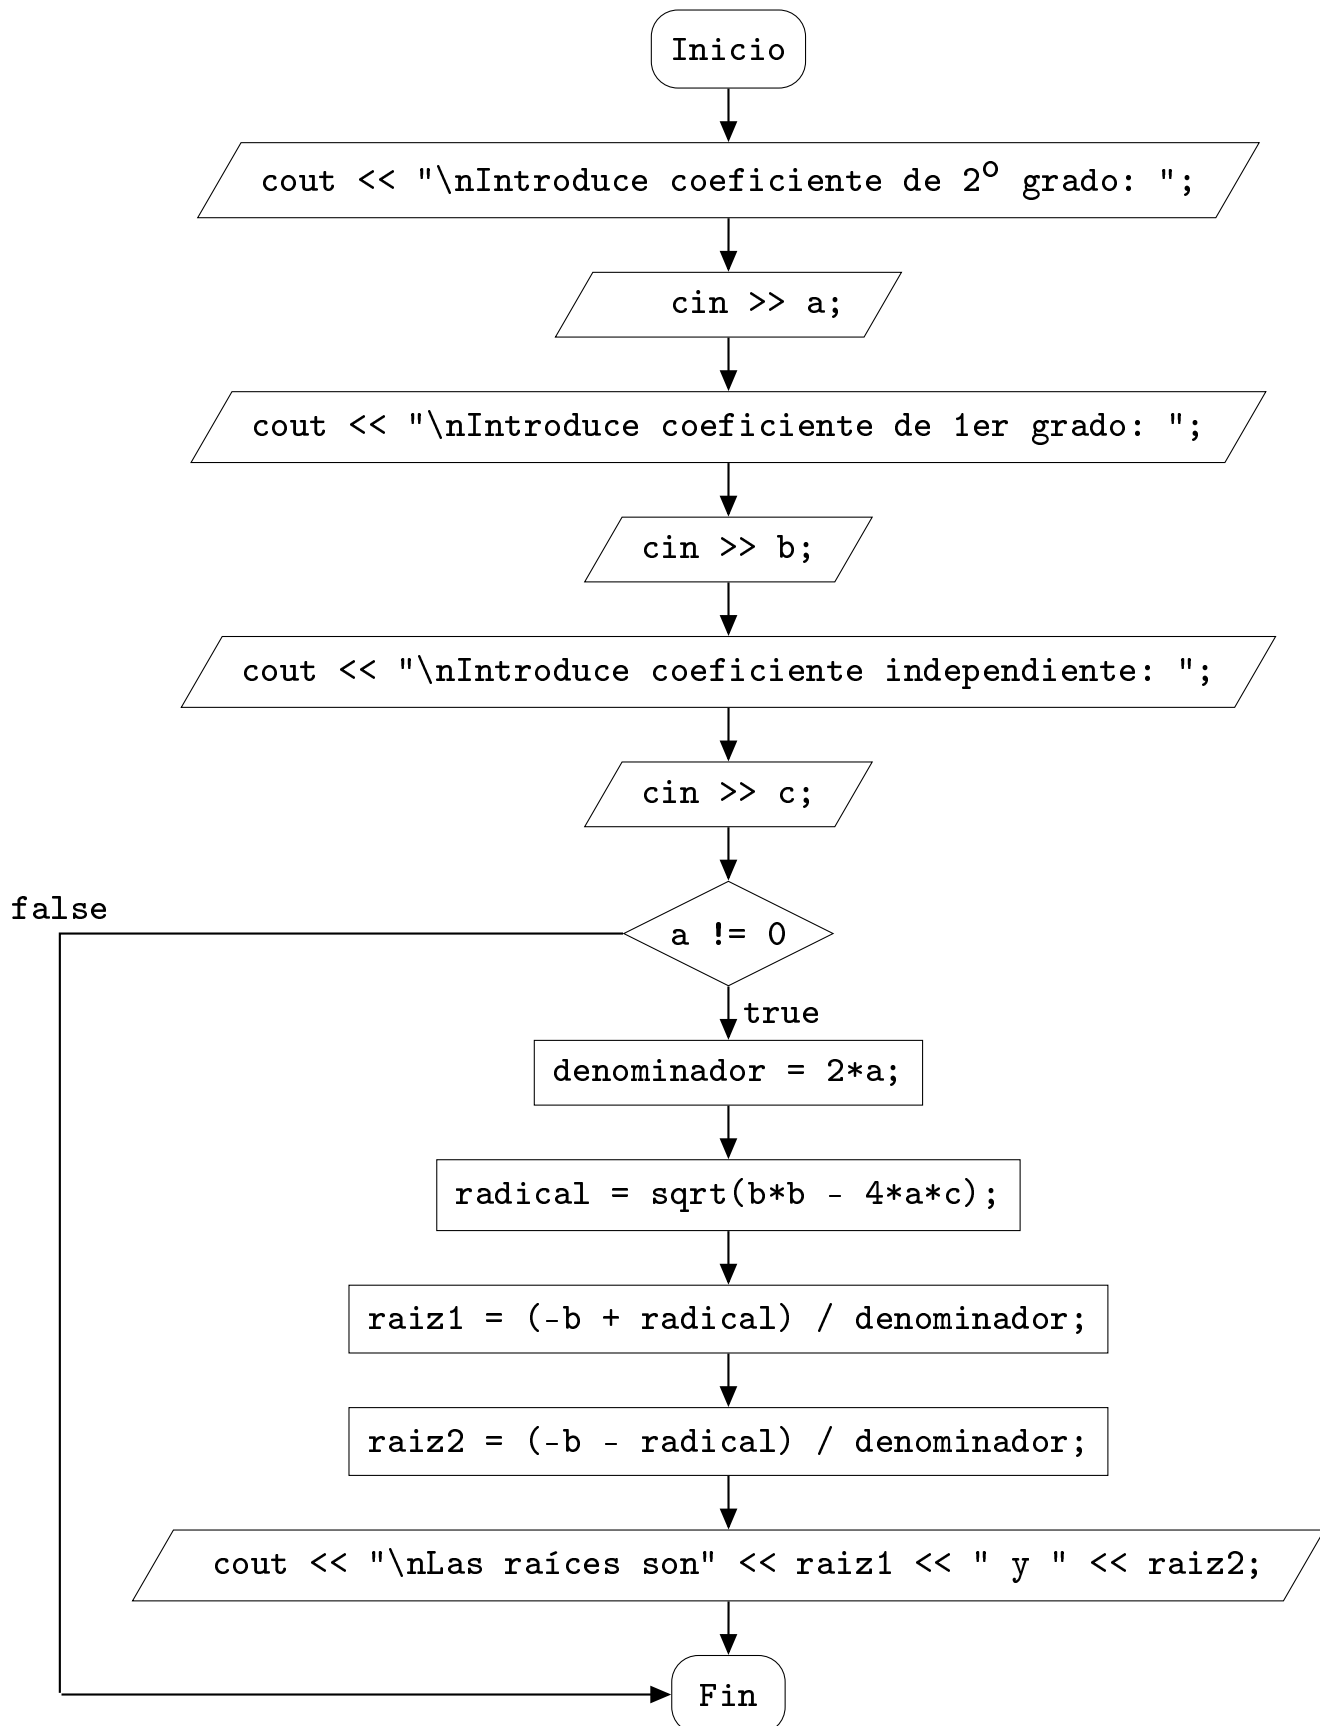 Inicio
cout << "\nIntroduce coeficiente de 2º grado: ";
cin >> a;
cout << "\nIntroduce coeficiente de 1er grado: ";
cin >> b;
cout << "\nIntroduce coeficiente independiente: ";
cin >> c;
false
a != 0
true
denominador = 2*a;
radical = sqrt(b*b - 4*a*c);
raiz1 = (-b + radical) / denominador;
raiz2 = (-b - radical) / denominador;
cout << "\nLas raíces son" << raiz1 << " y " << raiz2;
Fin